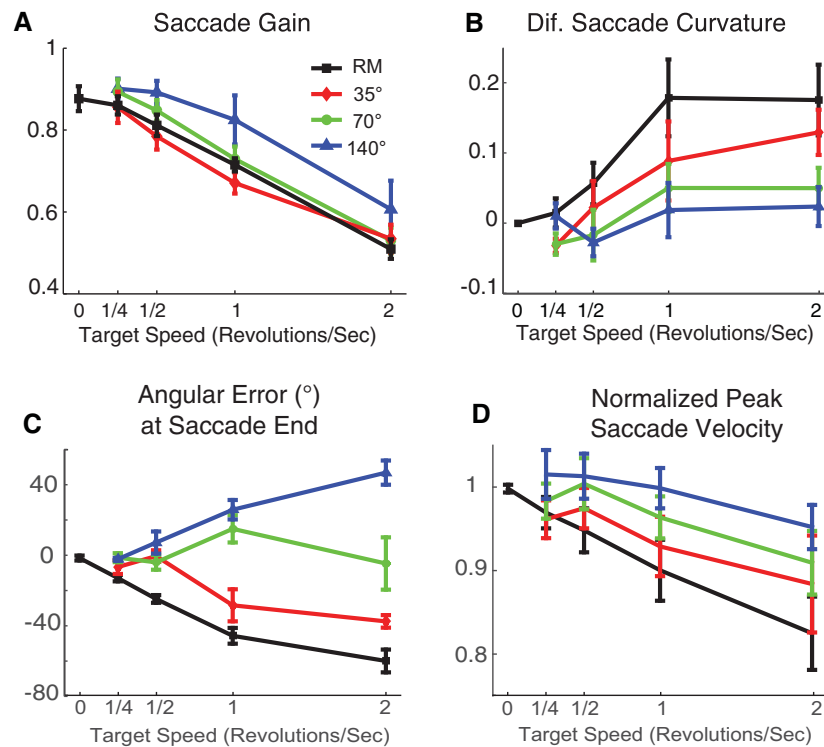 A
Saccade Gain
1
0.8
0.6
0.4
RM
35°
70°
140°
0 1/4 1/2 1 2
Target Speed (Revolutions/Sec)
B
Dif. Saccade Curvature
0.2
0.1
0
-0.1
0 1/4 1/2 1 2
Target Speed (Revolutions/Sec)
C
Angular Error (°)
at Saccade End
40
0
-40
-80
0 1/4 1/2 1 2
Target Speed (Revolutions/Sec)
D
Normalized Peak
Saccade Velocity
1
0.9
0.8
0 1/4 1/2 1 2
Target Speed (Revolutions/Sec)